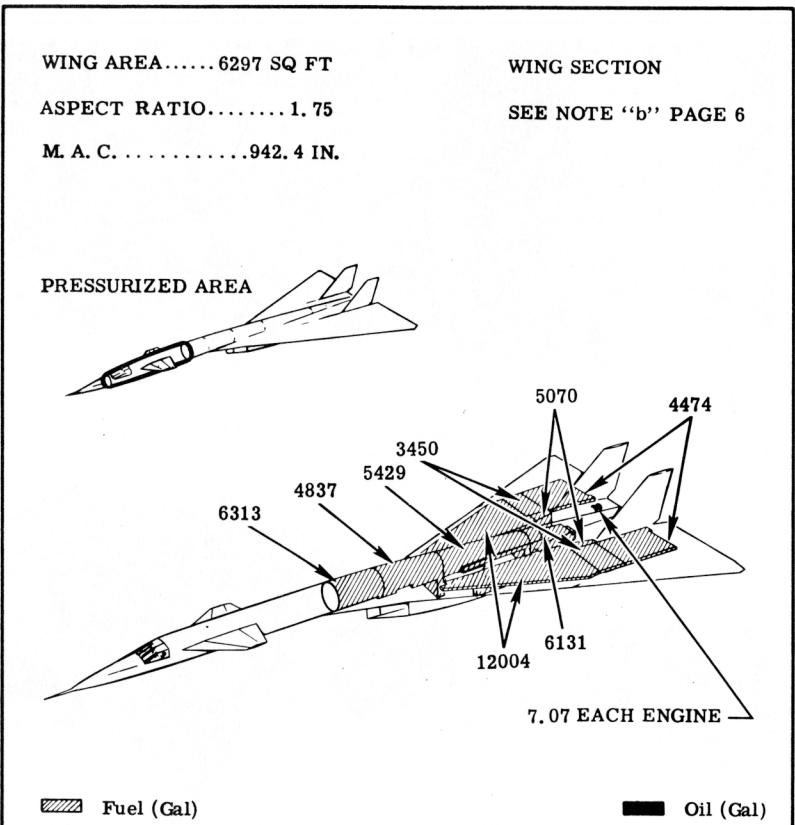 WING AREA......6297 SQ FT
ASPECT RATIO........1.75
M. A. C. ............942.4 IN.
WING SECTION
SEE NOTE "b" PAGE 6
PRESSURIZED AREA
5070
4474
3450
5429
4837
6313
6131
12004
7.07 EACH ENGINE
Fuel (Gal)
Oil (Gal)